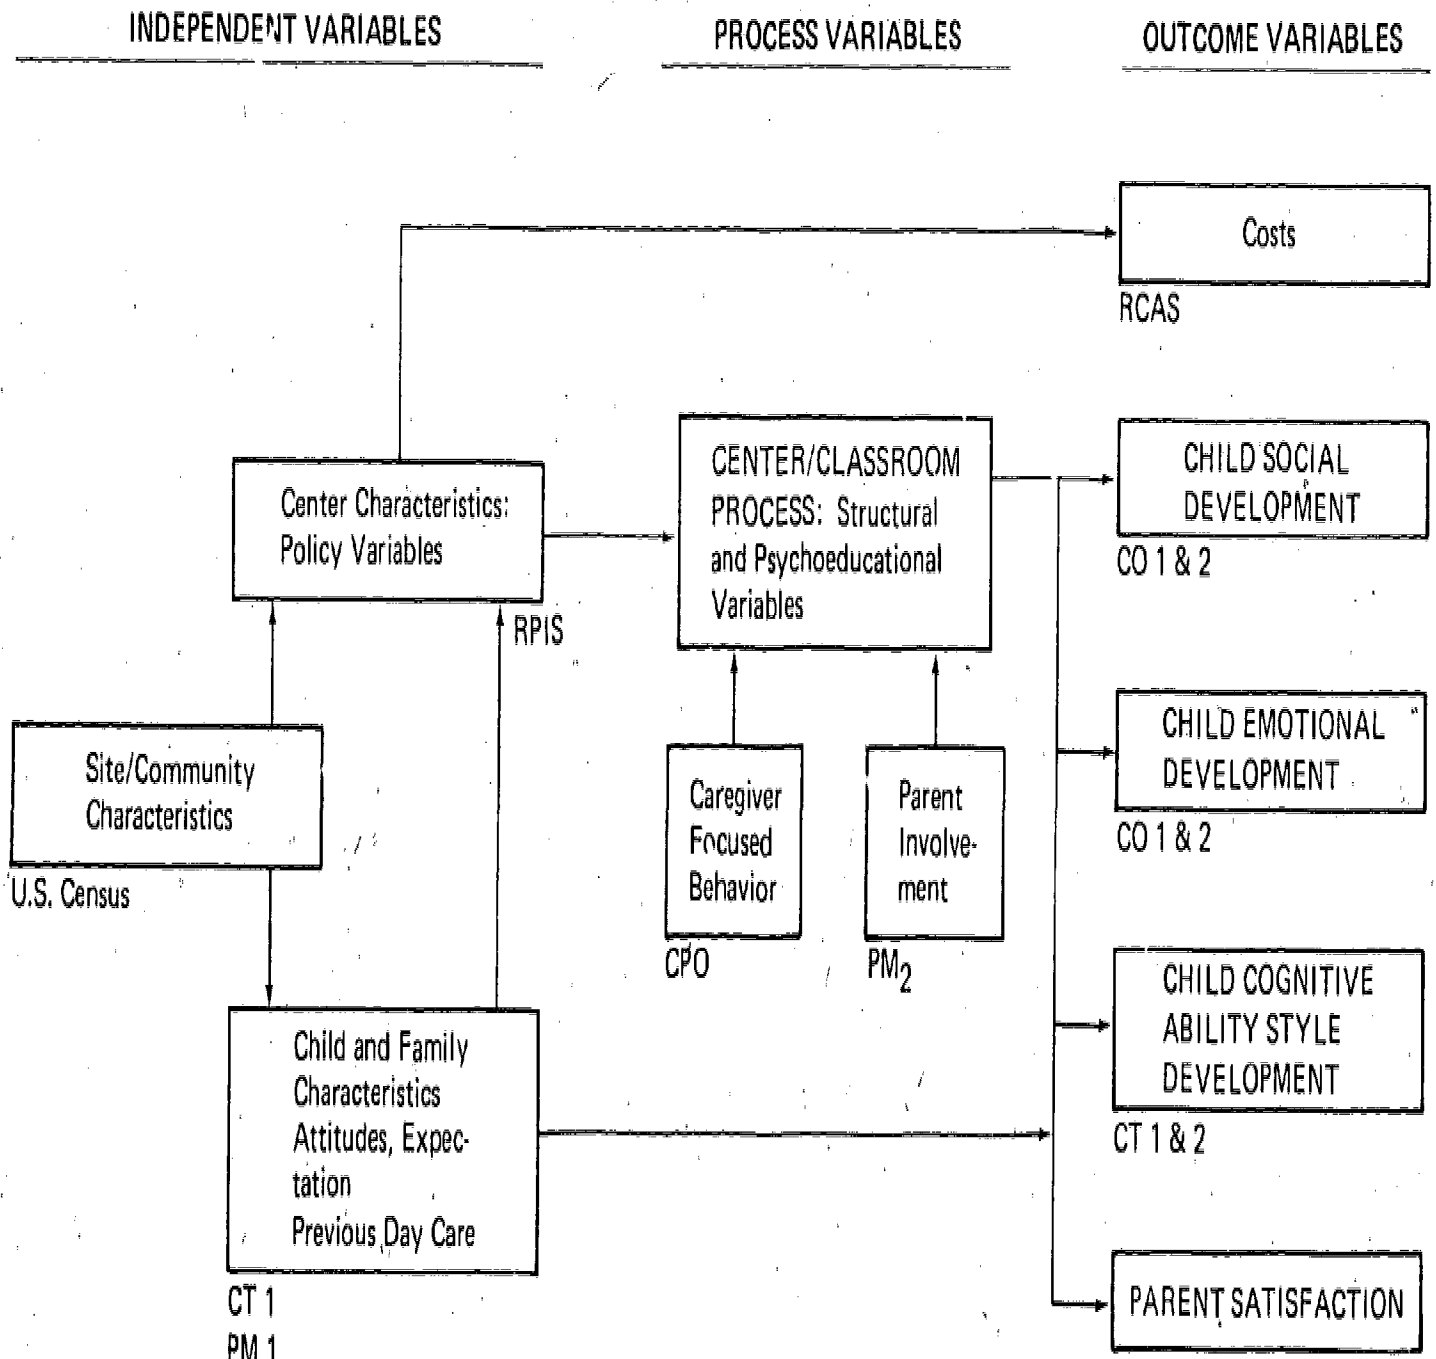 INDEPENDENT VARIABLES
PROCESS VARIABLES
OUTCOME VARIABLES
Costs
RCAS
Center Characteristics:
Policy Variables
RPIS
CENTER/CLASSROOM
PROCESS: Structural
and Psychoeducational
Variables
CHILD SOCIAL
DEVELOPMENT
CO 1 & 2
Site/Community
Characteristics
U.S. Census
Caregiver
Focused
Behavior
CPO
Parent
Involve-
ment
PM2
CHILD EMOTIONAL
DEVELOPMENT
CO 1 & 2
Child and Family
Characteristics
Attitudes, Expec-
tation
Previous Day Care
CT 1
PM 1
CHILD COGNITIVE
ABILITY STYLE
DEVELOPMENT
CT 1 & 2
PARENT SATISFACTION